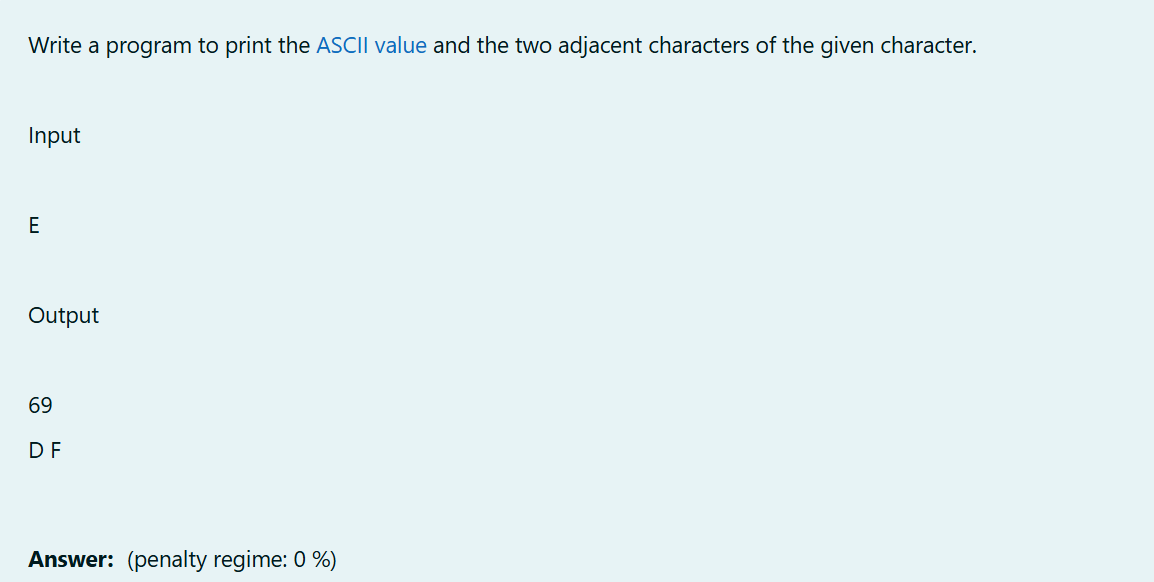 Write a program to print the ASCII value and the two adjacent characters of the given character.
Input
E
Output
69
D F
Answer: (penalty regime: 0 %)